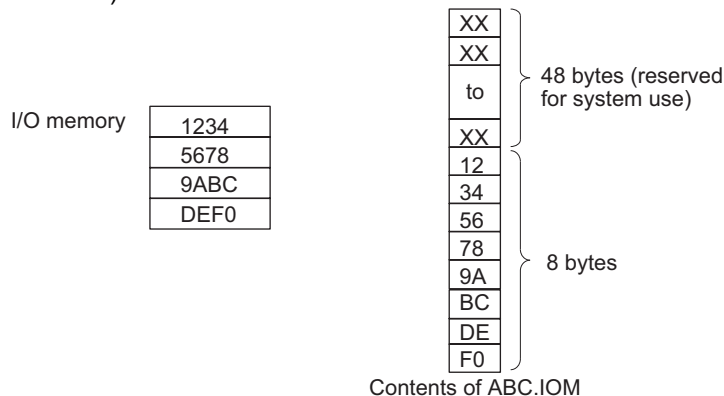 )
I/O memory
1234
5678
9ABC
DEF0
XX
XX
to
XX
12
34
56
78
9A
BC
DE
F0
48 bytes (reserved
for system use)
8 bytes
Contents of ABC.IOM